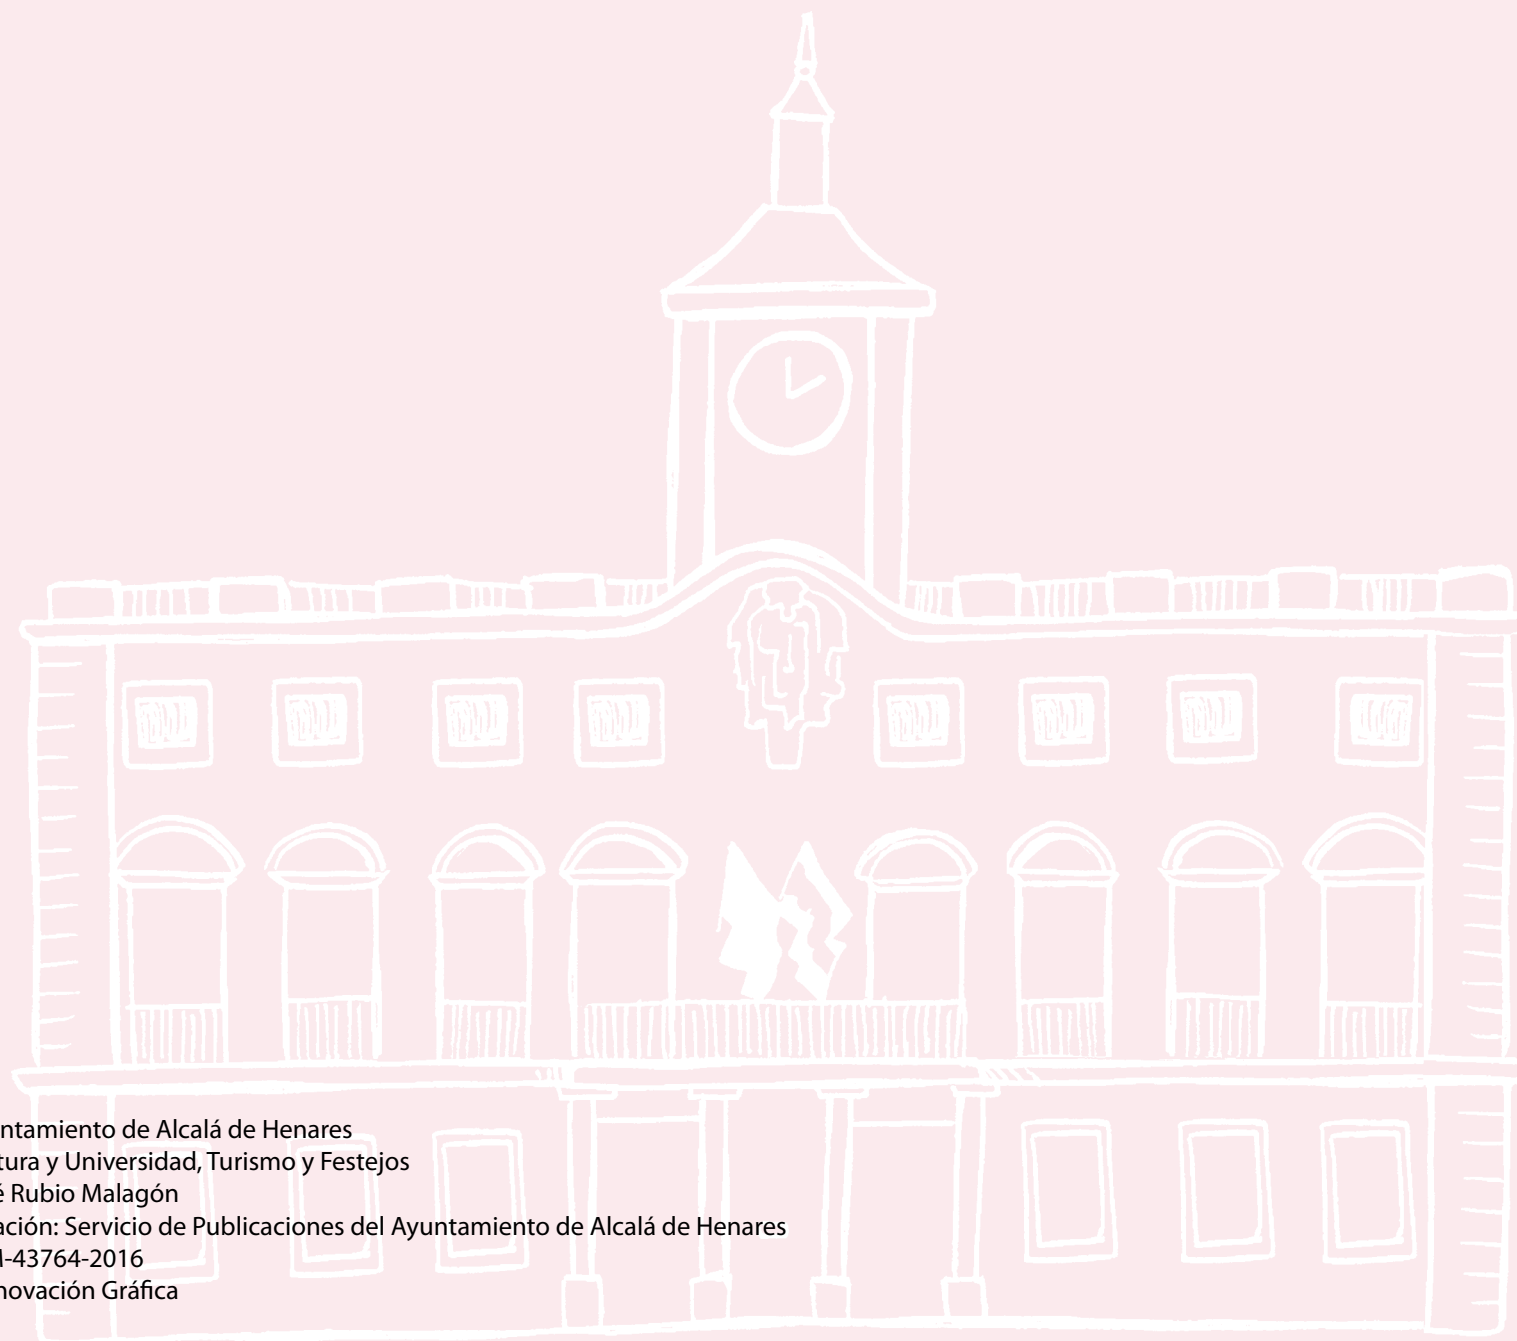 ntamiento de Alcalá de Henares
tura y Universidad, Turismo y Festejos
é Rubio Malagón
ación: Servicio de Publicaciones del Ayuntamiento de Alcalá de Henares
M-43764-2016
novación Gráfica